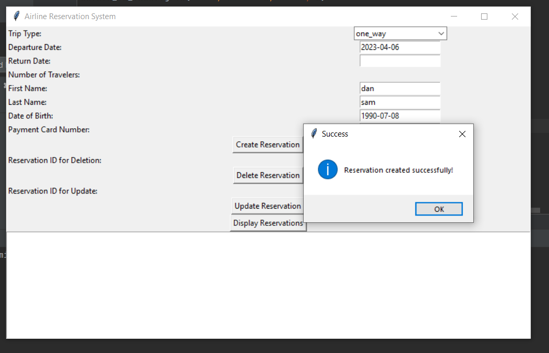 Airline Reservation System
Trip Type:
one_way
Departure Date:
2023-04-06
Return Date:
Number of Travelers:
First Name:
dan
Last Name:
sam
Date of Birth:
1990-07-08
Payment Card Number:
Success
Create Reservation
Reservation created successfully!
Reservation ID for Deletion:
Delete Reservation
Reservation ID for Update:
Update Reservation
OK
Display Reservations